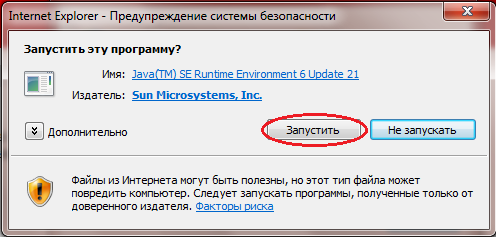 Internet Explorer - Предупреждение системы безопасности
Запустить эту программу?
Имя: Java(TM) SE Runtime Environment 6 Update 21
Издатель: Sun Microsystems, Inc.
Дополнительно Запустить Не запускать
Файлы из Интернета могут быть полезны, но этот тип файла может
повредить компьютер. Следует запускать программы, полученные только от
доверенного издателя. Факторы риска